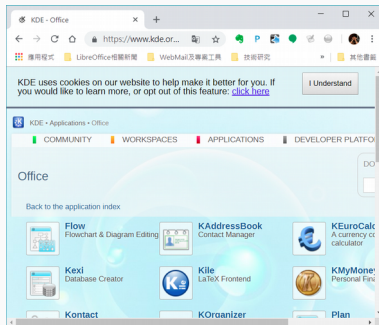 KDE - Office
https://www.kde.or...
應用程式
LibreOffice相關新聞
WebMail及專案工具
技術研究
»
其他書籤
KDE uses cookies on our website to help make it better for you. If
you would like to learn more, or opt out of this feature: click here
I Understand
KDE • Applications • Office
COMMUNITY
WORKSPACES
APPLICATIONS
DEVELOPER PLATFO
DO
Office
Back to the application index
Flow
Flowchart & Diagram Editing
KAddressBook
Contact Manager
KEuroCalc
A currency co
calculator
Kexi
Database Creator
Kile
LaTeX Frontend
KMyMoney
Personal Fina
Kontact
KOrganizer
Plan